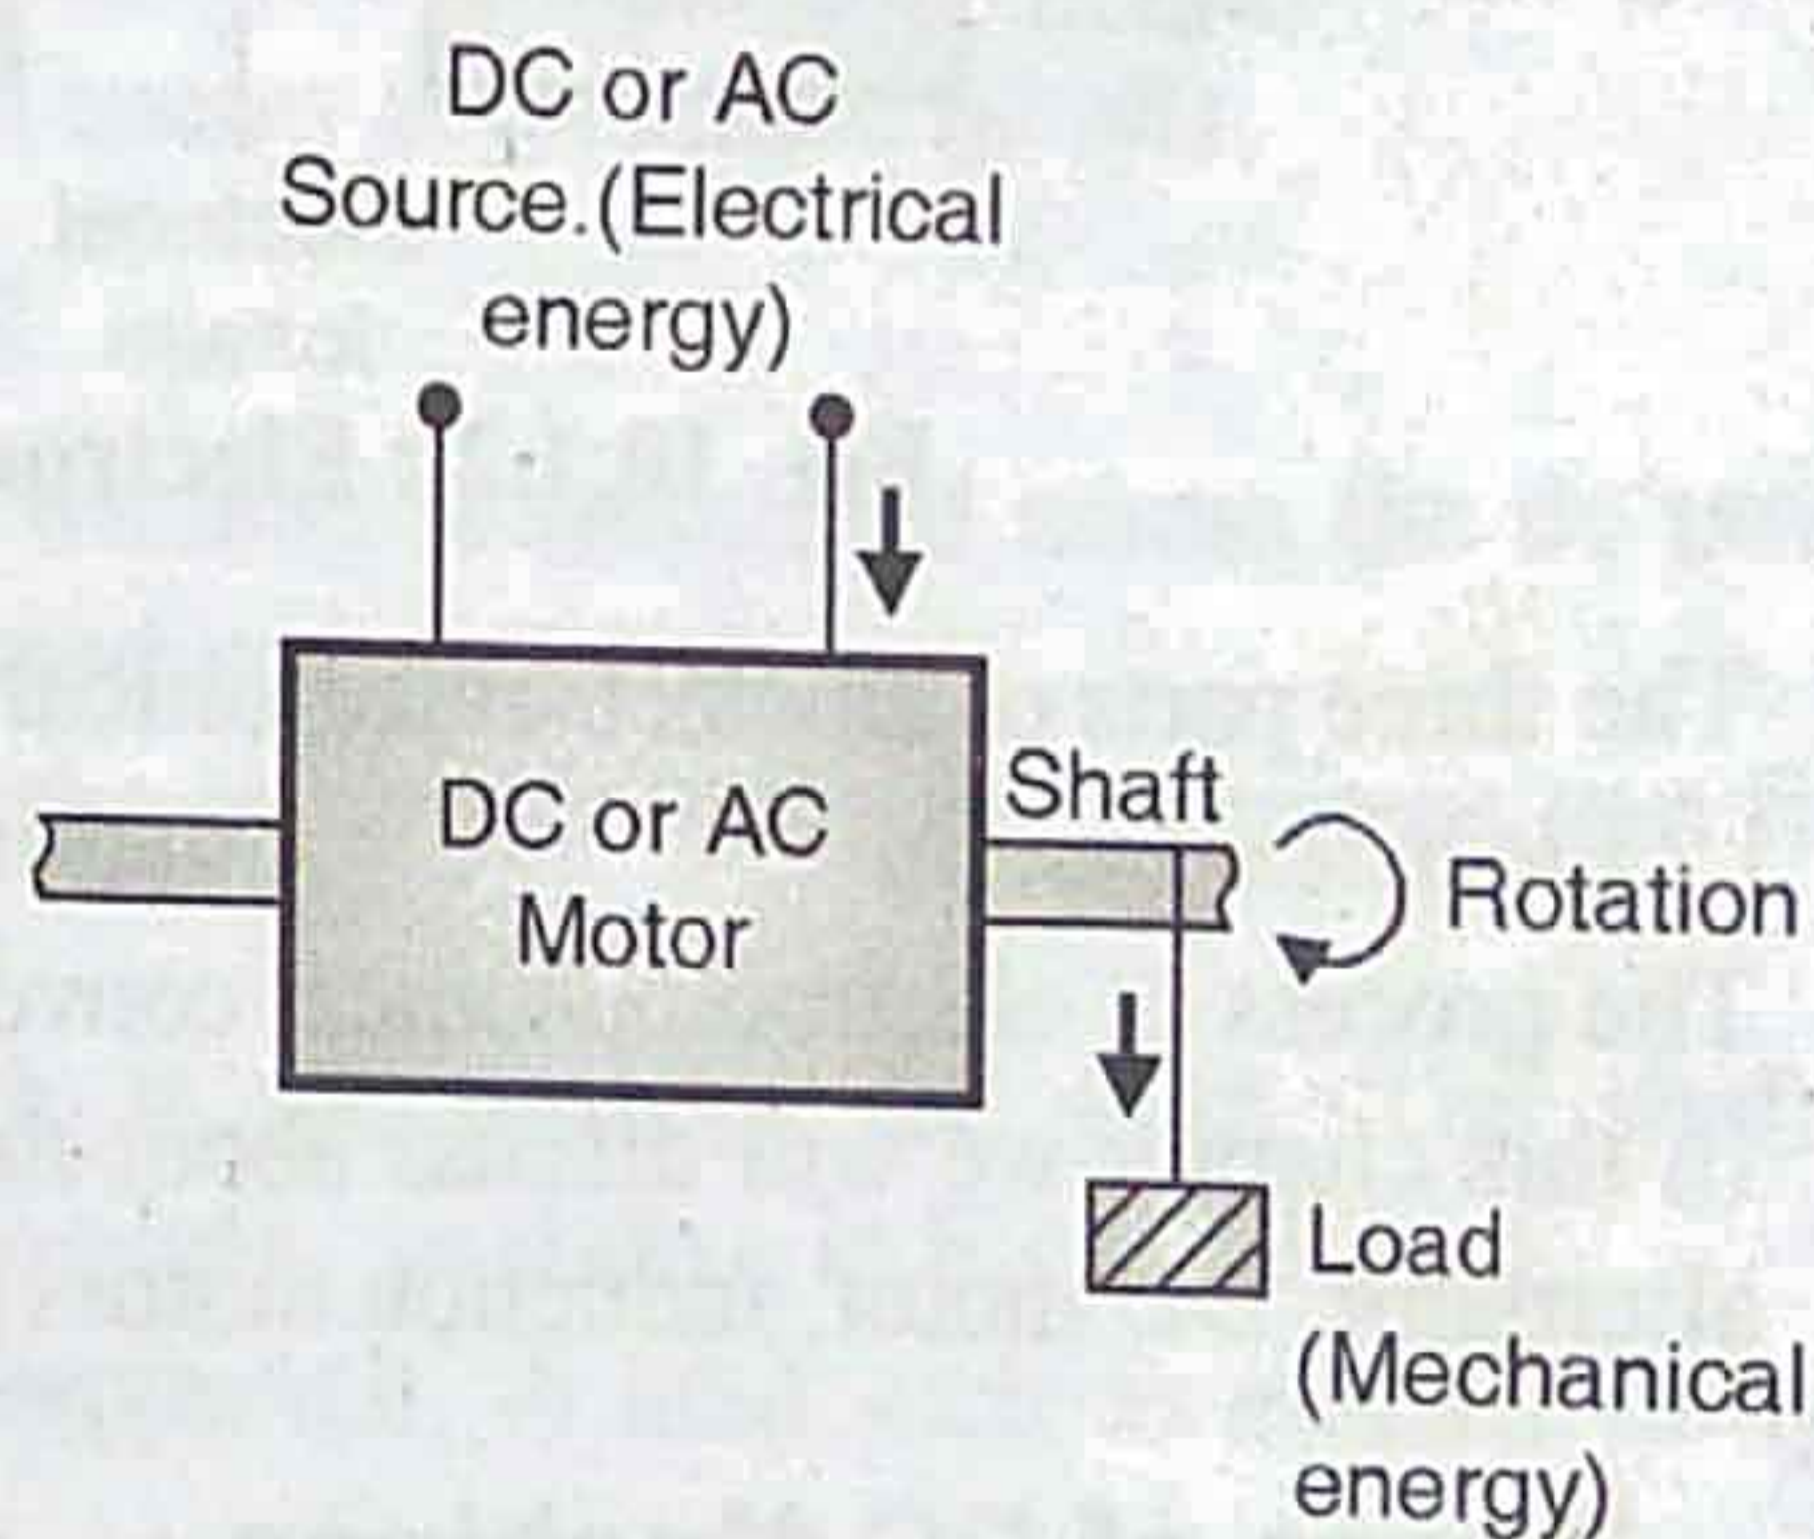 DC or AC
Source.(Electrical
energy)
DC or AC
Motor
Shaft
Rotation
Load
(Mechanical
energy)